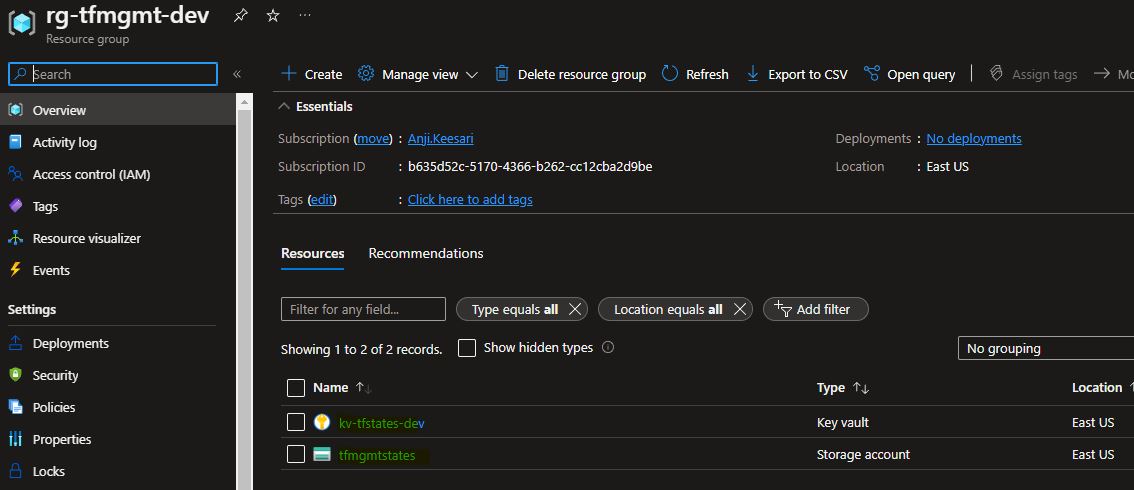 rg-tfmgmt-dev
Resource group
Search
Overview
Activity log
Access control (IAM)
Tags
Resource visualizer
Events
Settings
Deployments
Security
Policies
Properties
Locks
Create Manage view Delete resource group Refresh Export to CSV Open query Assign tags Mo
Essentials
Subscription (move) : Anji.Keesari Deployments : No deployments
Subscription ID : b635d52c-5170-4366-b262-cc12cba2d9be Location : East US
Tags (edit) : Click here to add tags
Resources Recommendations
Filter for any field... Type equals all Location equals all Add filter
Showing 1 to 2 of 2 records. Show hidden types No grouping
Name Type Location
kv-tfstates-dev Key vault East US
tfmgmtstates Storage account East US